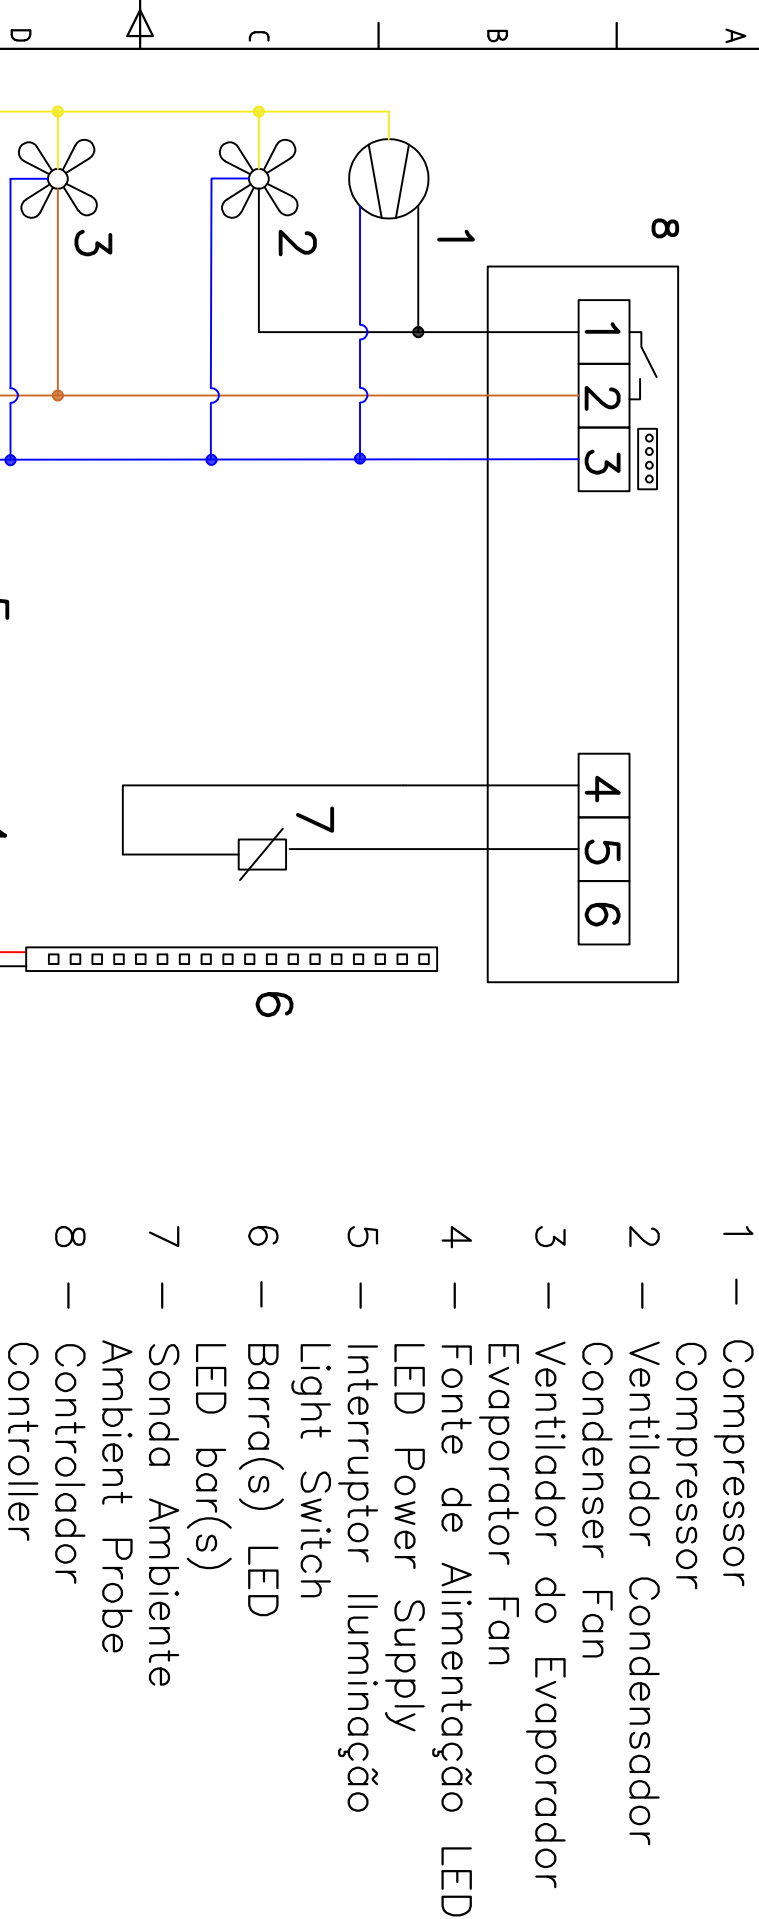 A
B
C
D
8
1
2
3
1
2
3
4
5
6
7
6
1 - Compressor
Compressor
2 - Ventilador Condensador
Condenser Fan
3 - Ventilador do Evaporador
Evaporator Fan
4 - Fonte de Alimentação LED
LED Power Supply
5 - Interruptor Iluminação
Light Switch
6 - Barra(s) LED
LED bar(s)
7 - Sonda Ambiente
Ambient Probe
8 - Controlador
Controller